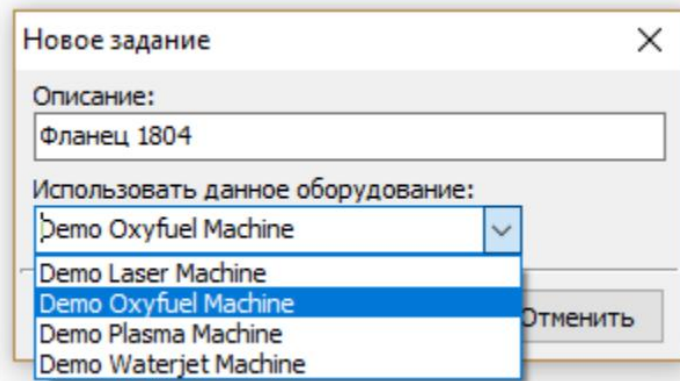 Новое задание
Описание:
Фланец 1804
Использовать данное оборудование:
Demo Oxyfuel Machine
Demo Laser Machine
Demo Oxyfuel Machine
Demo Plasma Machine
Demo Waterjet Machine
Отменить